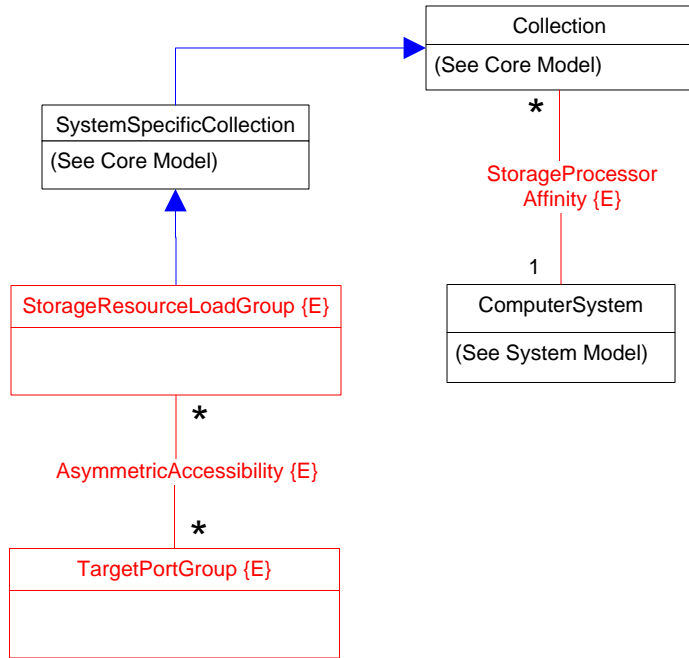 Collection
(See Core Model)
*
SystemSpecificCollection
(See Core Model)
StorageProcessor
Affinity {E}
1
StorageResourceLoadGroup {E}
ComputerSystem
(See System Model)
*
AsymmetricAccessibility {E}
*
TargetPortGroup {E}